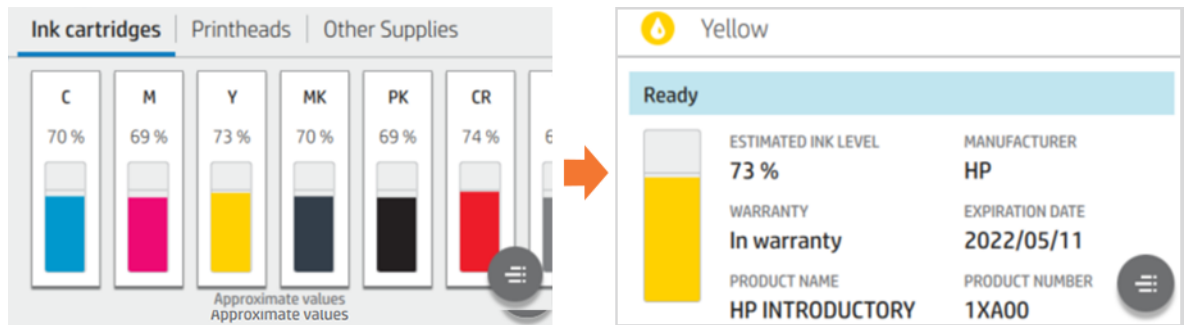 Ink cartridges | Printheads | Other Supplies
C M Y MK PK CR
70 % 69 % 73 % 70 % 69 % 74 % 6
Approximate values
Approximate values
Yellow
Ready
ESTIMATED INK LEVEL MANUFACTURER
73 % HP
WARRANTY EXPIRATION DATE
In warranty 2022/05/11
PRODUCT NAME PRODUCT NUMBER
HP INTRODUCTORY 1XA00